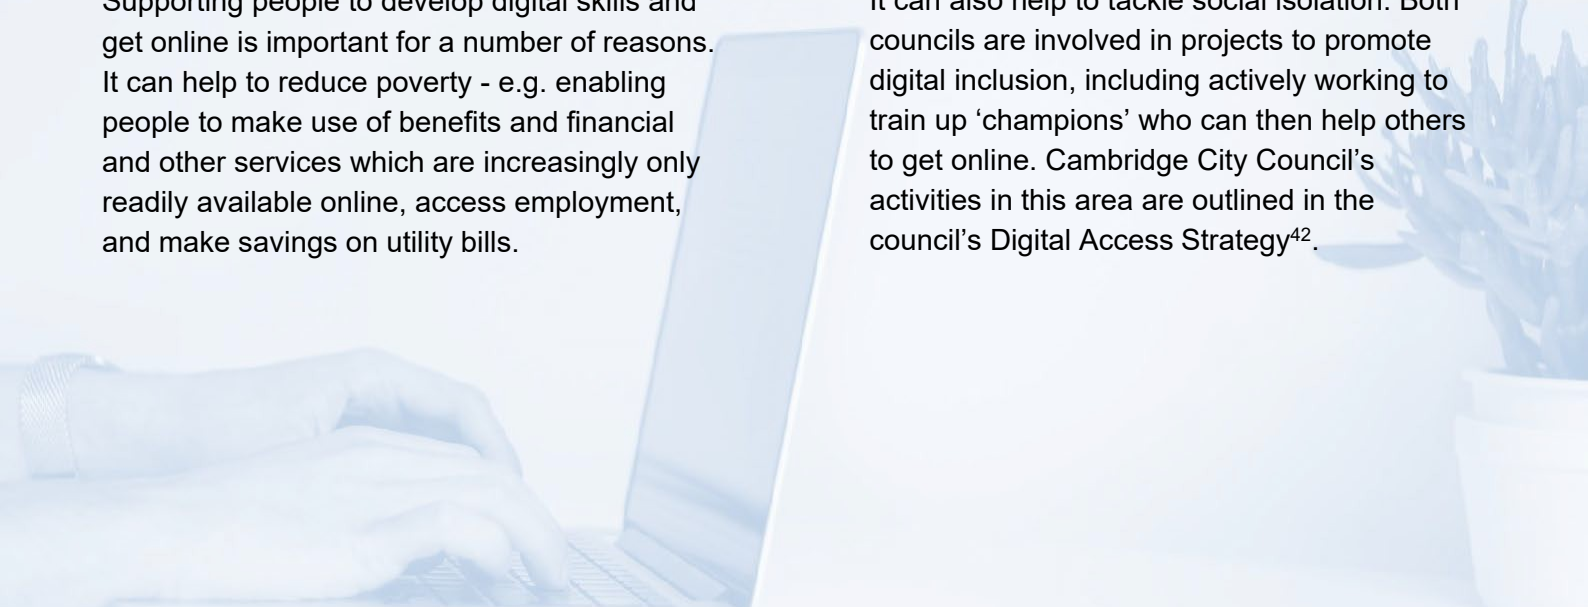 Supporting people to develop digital skills and
get online is important for a number of reasons.
It can help to reduce poverty - e.g. enabling
people to make use of benefits and financial
and other services which are increasingly only
readily available online, access employment,
and make savings on utility bills.
It can also help to tackle social isolation. Both
councils are involved in projects to promote
digital inclusion, including actively working to
train up ‘champions’ who can then help others
to get online. Cambridge City Council’s
activities in this area are outlined in the
council’s Digital Access Strategy⁴².